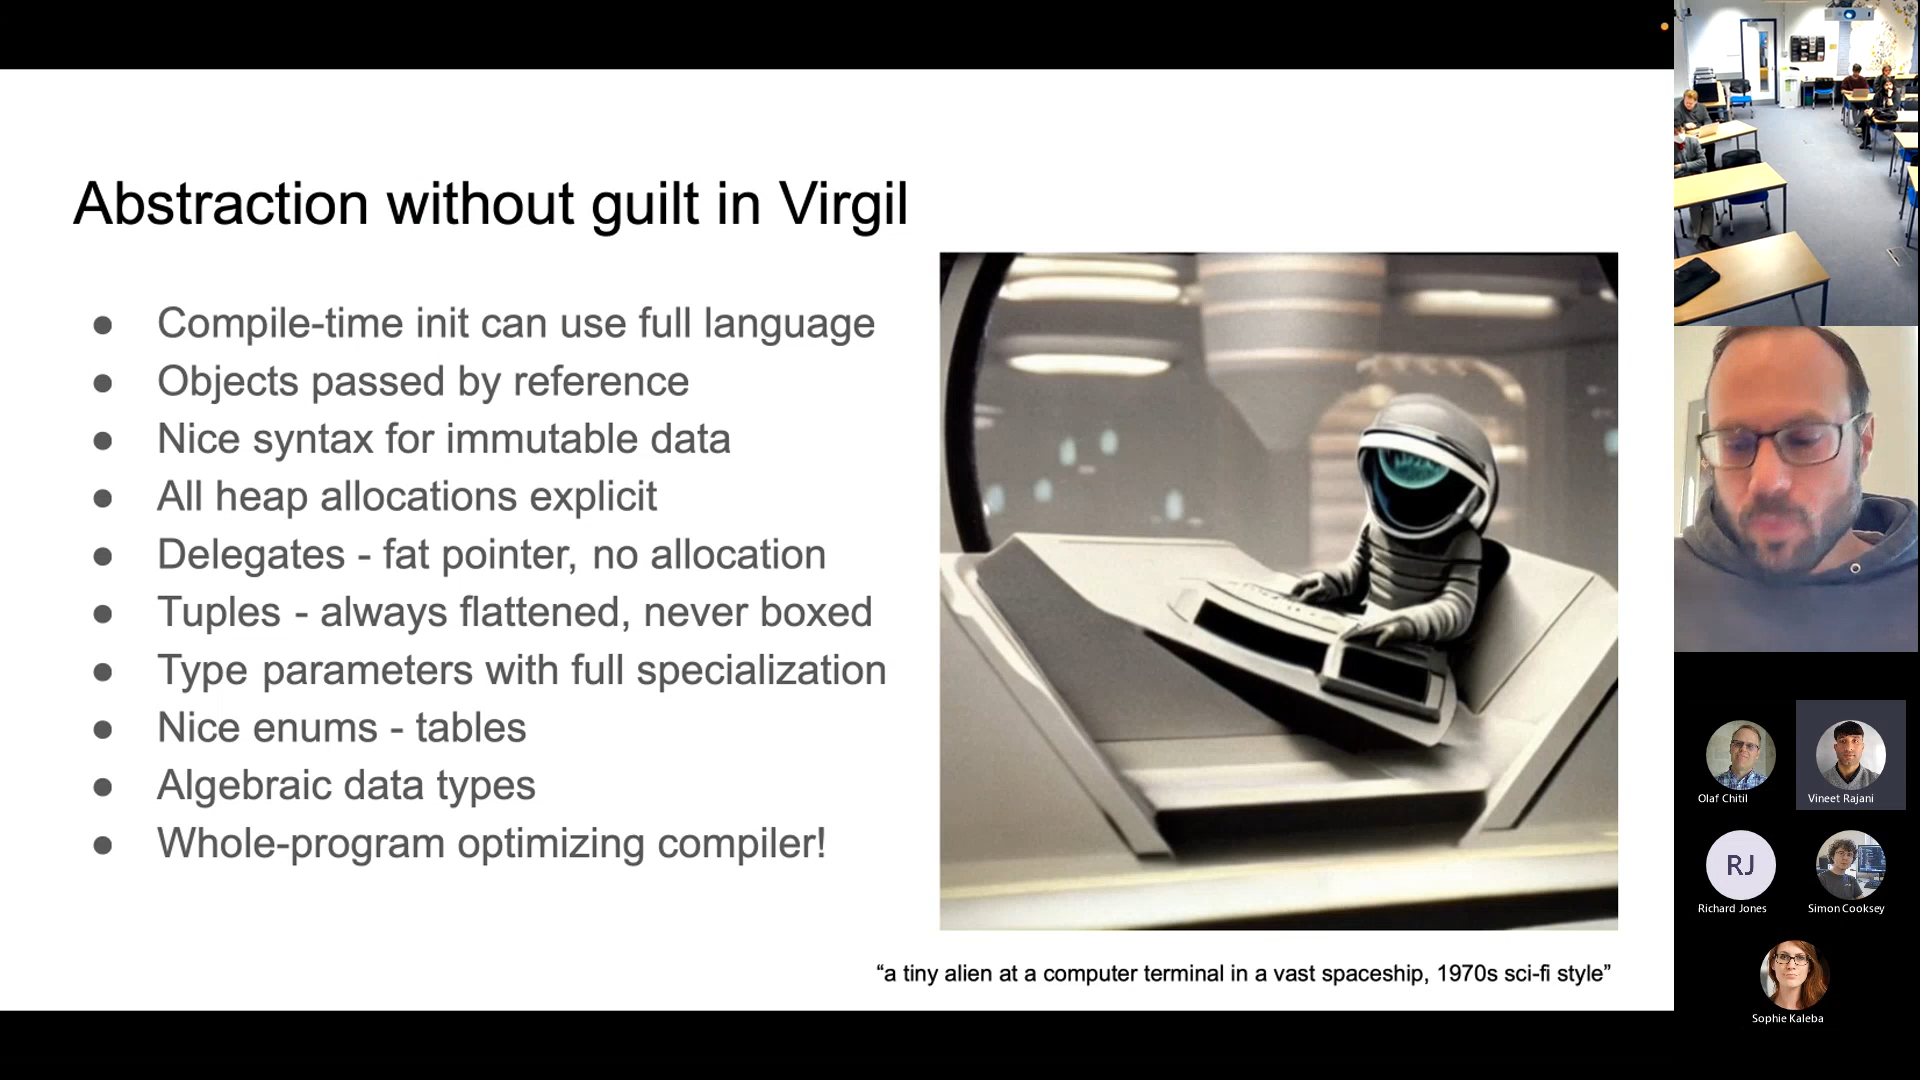 Abstraction without guilt in Virgil
● Compile-time init can use full language
● Objects passed by reference
● Nice syntax for immutable data
● All heap allocations explicit
● Delegates - fat pointer, no allocation
● Tuples - always flattened, never boxed
● Type parameters with full specialization
● Nice enums - tables
● Algebraic data types
● Whole-program optimizing compiler!
“a tiny alien at a computer terminal in a vast spaceship, 1970s sci-fi style”
Olaf Chitil
Vineet Rajani
RJ
Richard Jones
Simon Cooksey
Sophie Kaleba